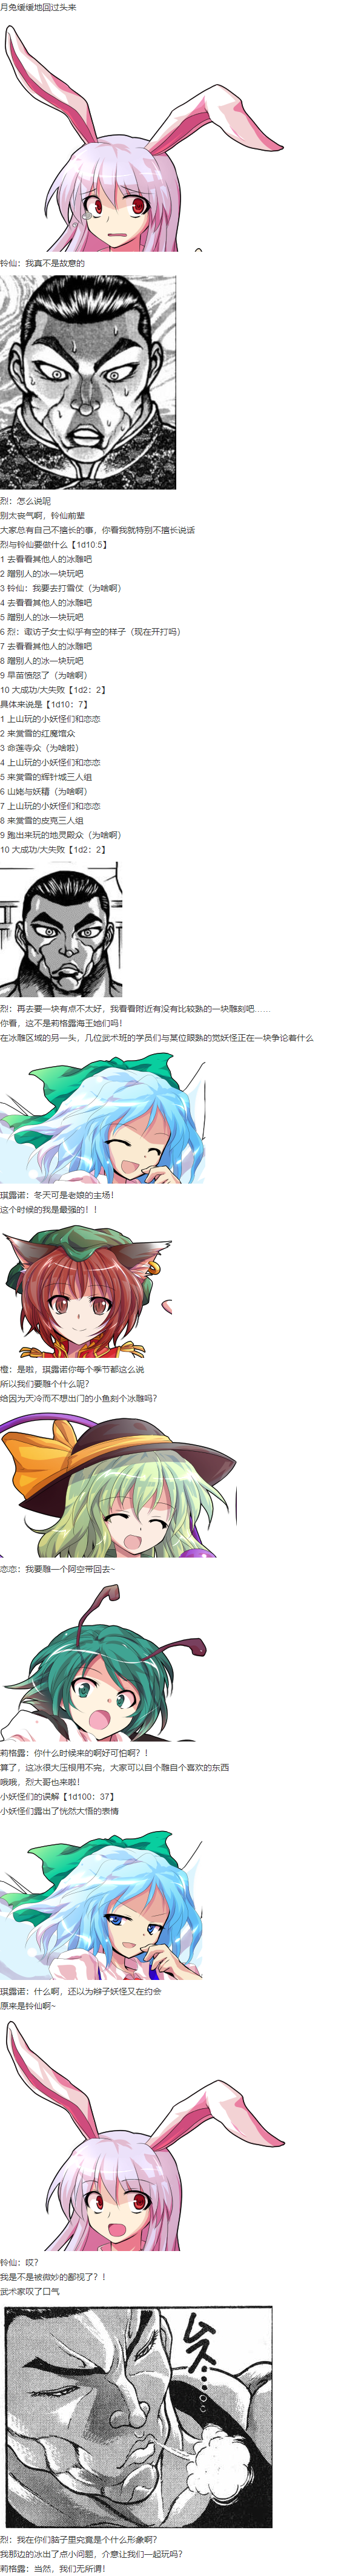 月兔缓缓地回过头来
铃仙：我真不是故意的
烈：怎么说呢
别太丧气啊，铃仙前辈
大家总有自己不擅长的事，你看我就特别不擅长说话
烈与铃仙要做什么【1d10:5】
1 去看看其他人的冰雕吧
2 蹭别人的冰一块玩吧
3 铃仙：我要去打雪仗（为啥啊）
4 去看看其他人的冰雕吧
5 蹭别人的冰一块玩吧
6 烈：诹访子女士似乎有空的样子（现在开打吗）
7 去看看其他人的冰雕吧
8 蹭别人的冰一块玩吧
9 早苗愤怒了（为啥啊）
10 大成功/大失败【1d2：2】
具体来说是【1d10：7】
1 上山玩的小妖怪们和恋恋
2 来赏雪的红魔馆众
3 命莲寺众（为啥啦）
4 上山玩的小妖怪们和恋恋
5 来赏雪的辉针城三人组
6 山姥与妖精（为啥啊）
7 上山玩的小妖怪们和恋恋
8 来赏雪的皮克三人组
9 跑出来玩的地灵殿众（为啥啊）
10 大成功/大失败【1d2：2】
烈：再去要一块有点不太好，我看看附近有没有比较熟的一块雕刻吧……
你看，这不是莉格露海王她们吗！
在冰雕区域的另一头，几位武术班的学员们与某位眼熟的觉妖怪正在一块争论着什么
琪露诺：冬天可是老娘的主场！
这个时候的我是最强的！！
橙：是啦，琪露诺你每个季节都这么说
所以我们要雕个什么呢？
给因为天冷而不想出门的小鱼刻个冰雕吗？
恋恋：我要雕一个阿空带回去~
莉格露：你什么时候来的啊好可怕啊？！
算了，这冰很大压根用不完，大家可以自个雕自个喜欢的东西
哦哦，烈大哥也来啦！
小妖怪们的误解【1d100：37】
小妖怪们露出了恍然大悟的表情
琪露诺：什么啊，还以为辫子妖怪又在约会
原来是铃仙啊~
铃仙：哎？
我是不是被微妙的鄙视了？！
武术家叹了口气
ムス…
烈：我在你们脑子里究竟是个什么形象啊？
我那边的冰出了点小问题，介意让我们一起玩吗？
莉格露：当然，我们无所谓！